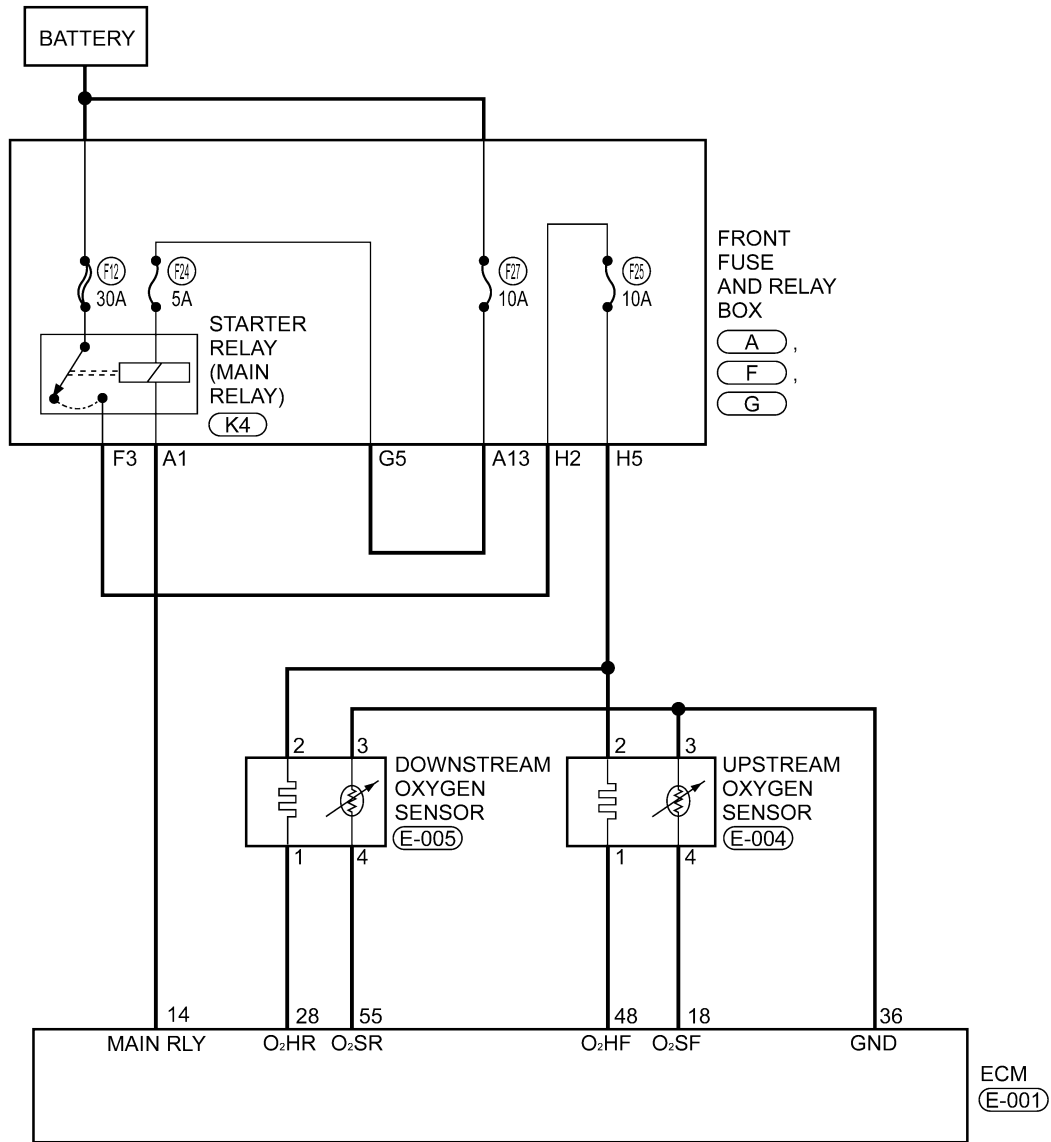 BATTERY
FRONT
FUSE
AND RELAY
BOX
A ,
F ,
G
F12
30A
F24
5A
F27
10A
F25
10A
STARTER
RELAY
(MAIN
RELAY)
K4
F3 A1 G5 A13 H2 H5
2 3
DOWNSTREAM
OXYGEN
SENSOR
E-005
1 4
2 3
UPSTREAM
OXYGEN
SENSOR
E-004
1 4
14 28 55 48 18 36
MAIN RLY O₂HR O₂SR O₂HF O₂SF GND
ECM
E-001